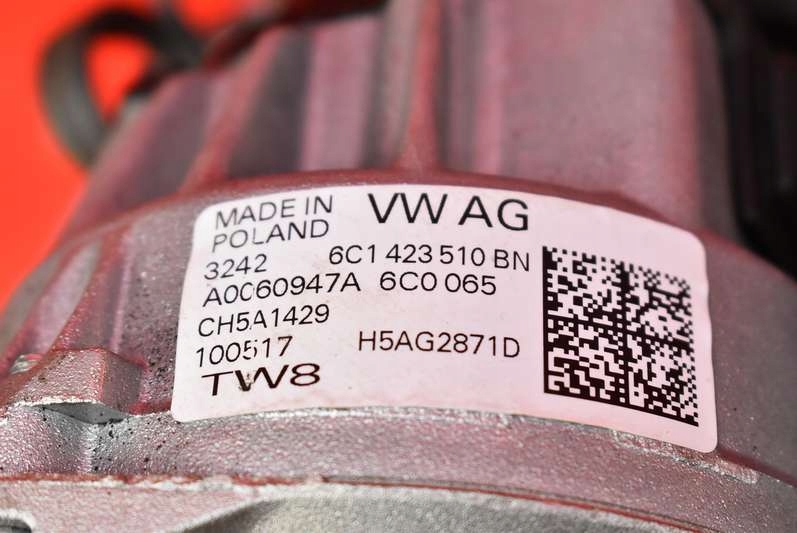 MADE IN VW AG
POLAND
3242 6C1 423 510 BN
A0060947A 6C0 065
CH5A1429
100517 H5AG2871D
TW8